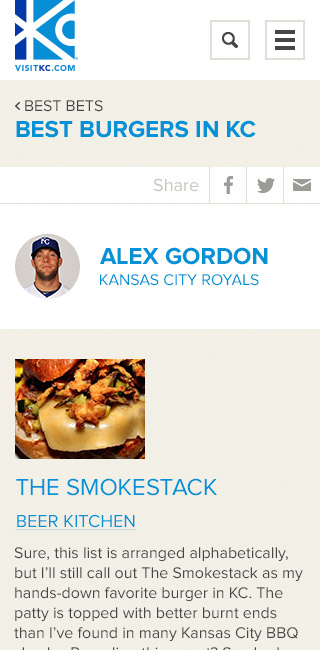 KC
VISITKC.COM
BEST BETS
BEST BURGERS IN KC
Share
KC
ALEX GORDON
KANSAS CITY ROYALS
THE SMOKESTACK
BEER KITCHEN
Sure, this list is arranged alphabetically,
but I'll still call out The Smokestack as my
hands-down favorite burger in KC. The
patty is topped with better burnt ends
than I've found in many Kansas City BBQ